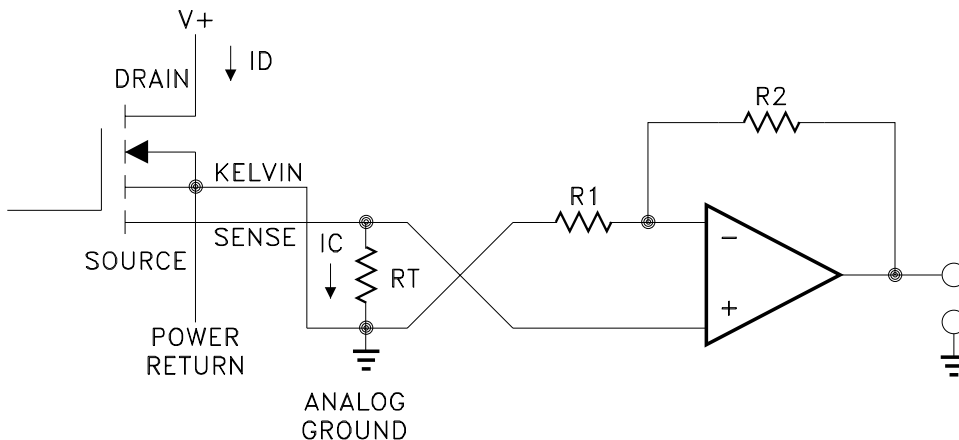 V+
ID
DRAIN
R2
KELVIN
R1
SENSE
IC
SOURCE
RT
−
+
POWER
RETURN
ANALOG
GROUND